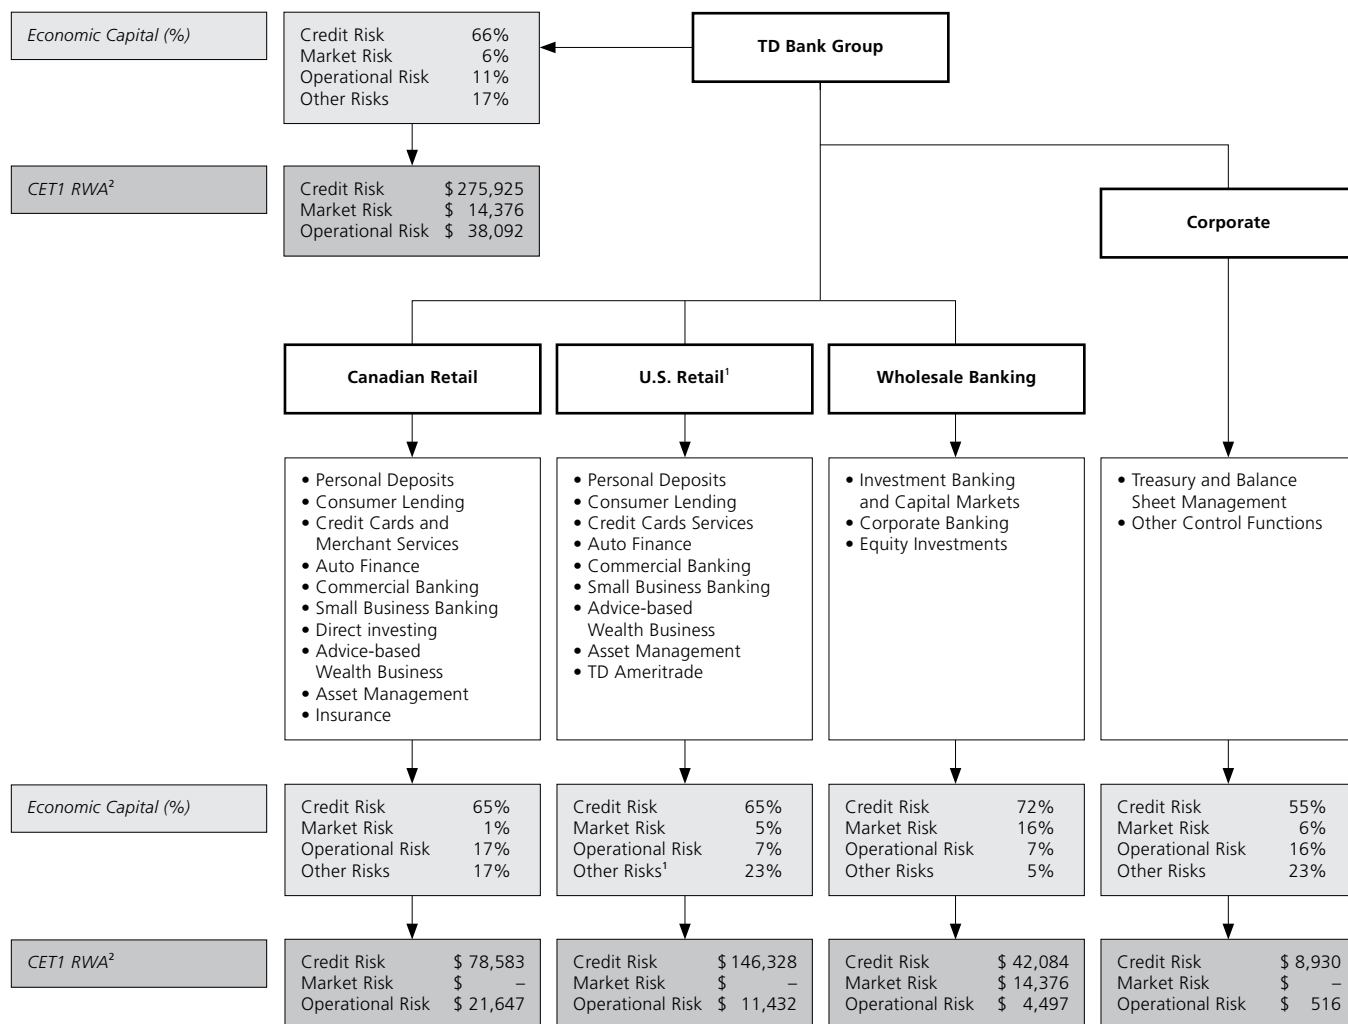 Economic Capital (%)
Credit Risk 66%
Market Risk 6%
Operational Risk 11%
Other Risks 17%
TD Bank Group
CET1 RWA²
Credit Risk $ 275,925
Market Risk $ 14,376
Operational Risk $ 38,092
Corporate
Canadian Retail
U.S. Retail¹
Wholesale Banking
• Personal Deposits
• Consumer Lending
• Credit Cards and
Merchant Services
• Auto Finance
• Commercial Banking
• Small Business Banking
• Direct investing
• Advice-based
Wealth Business
• Asset Management
• Insurance
• Personal Deposits
• Consumer Lending
• Credit Cards Services
• Auto Finance
• Commercial Banking
• Small Business Banking
• Advice-based
Wealth Business
• Asset Management
• TD Ameritrade
• Investment Banking
and Capital Markets
• Corporate Banking
• Equity Investments
• Treasury and Balance
Sheet Management
• Other Control Functions
Economic Capital (%)
Credit Risk 65%
Market Risk 1%
Operational Risk 17%
Other Risks 17%
Credit Risk 65%
Market Risk 5%
Operational Risk 7%
Other Risks¹ 23%
Credit Risk 72%
Market Risk 16%
Operational Risk 7%
Other Risks 5%
Credit Risk 55%
Market Risk 6%
Operational Risk 16%
Other Risks 23%
CET1 RWA²
Credit Risk $ 78,583
Market Risk $ –
Operational Risk $ 21,647
Credit Risk $ 146,328
Market Risk $ –
Operational Risk $ 11,432
Credit Risk $ 42,084
Market Risk $ 14,376
Operational Risk $ 4,497
Credit Risk $ 8,930
Market Risk $ –
Operational Risk $ 516